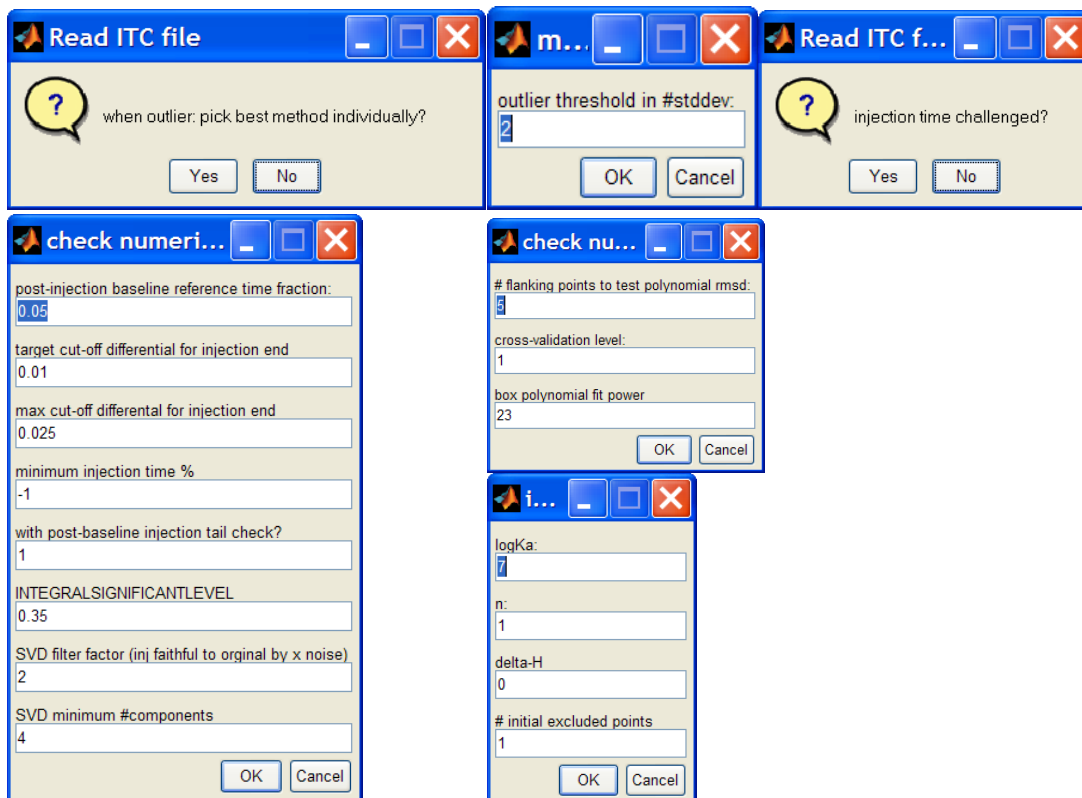 Read ITC file
when outlier: pick best method individually?
Yes
No
m...
outlier threshold in #stddev:
2
OK
Cancel
Read ITC f...
injection time challenged?
Yes
No
check numeri...
post-injection baseline reference time fraction:
0.05
target cut-off differential for injection end
0.01
max cut-off differental for injection end
0.025
minimum injection time %
-1
with post-baseline injection tail check?
1
INTEGRALSIGNIFICANTLEVEL
0.35
SVD filter factor (inj faithful to orginal by x noise)
2
SVD minimum #components
4
OK
Cancel
check nu...
# flanking points to test polynomial rmsd:
5
cross-validation level:
1
box polynomial fit power
23
OK
Cancel
i...
logKa:
7
n:
1
delta-H
0
# initial excluded points
1
OK
Cancel